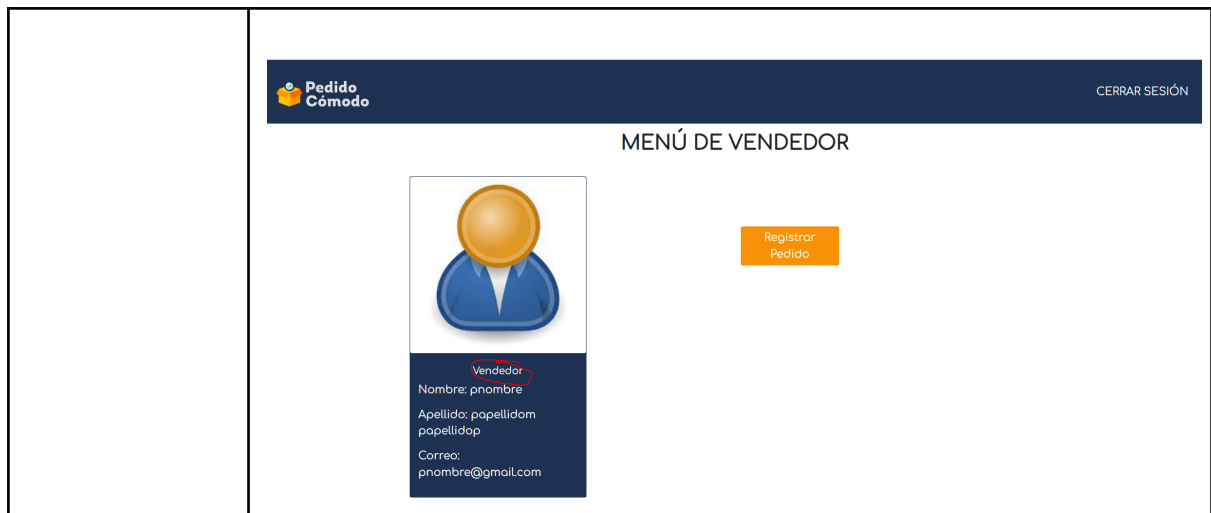 Pedido
Cómodo
CERRAR SESIÓN
MENÚ DE VENDEDOR
Registrar
Pedido
Vendedor
Nombre: pnombre
Apellido: papellidom
papellidop
Correo:
pnombre@gmail.com